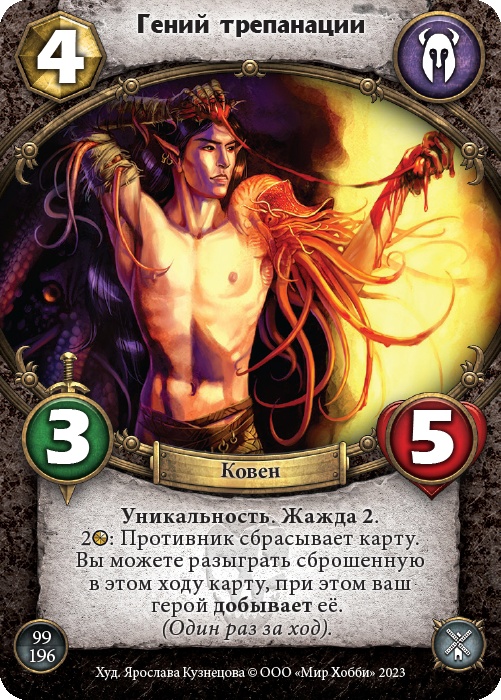 Гений трепанации
4
3
5
Ковен
Уникальность. Жажда 2.
2: Противник сбрасывает карту.
Вы можете разыграть сброшенную
в этом ходу карту, при этом ваш
герой добывает её.
(Один раз за ход).
99
196
Худ. Ярослава Кузнецова © ООО «Мир Хобби» 2023